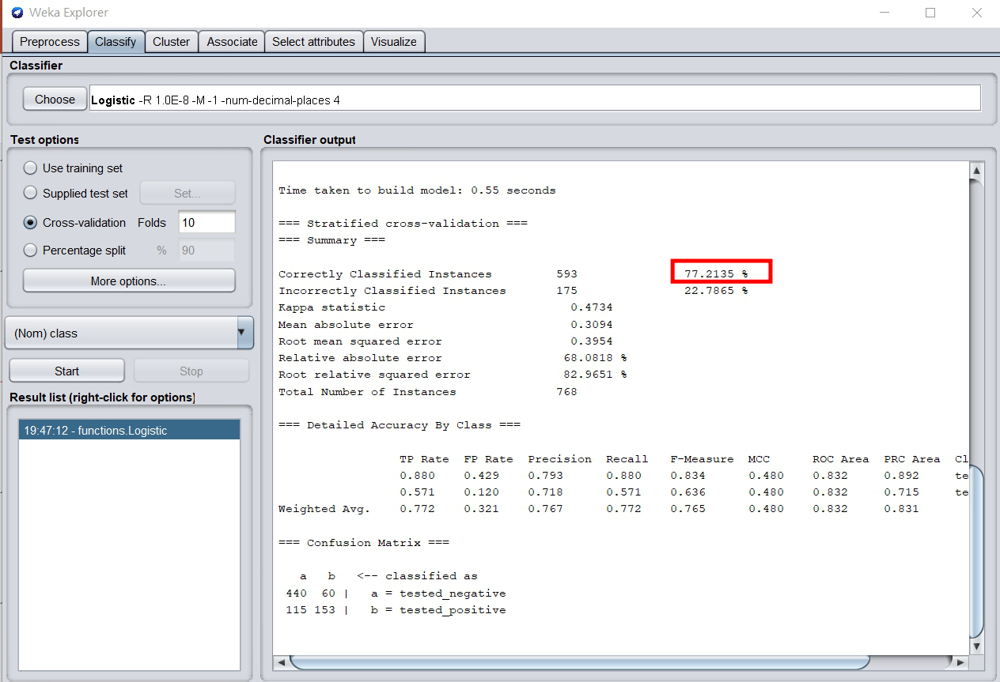 Weka Explorer
Preprocess Classify Cluster Associate Select attributes Visualize
Classifier
Choose Logistic -R 1.0E-8 -M -1 -num-decimal-places 4
Test options
Use training set
Supplied test set Set...
Cross-validation Folds 10
Percentage split % 90
More options...
(Nom) class
Start Stop
Result list (right-click for options)
19:47:12 - functions.Logistic
Classifier output
Time taken to build model: 0.55 seconds
=== Stratified cross-validation ===
=== Summary ===
Correctly Classified Instances 593 77.2135 %
Incorrectly Classified Instances 175 22.7865 %
Kappa statistic 0.4734
Mean absolute error 0.3094
Root mean squared error 0.3954
Relative absolute error 68.0818 %
Root relative squared error 82.9651 %
Total Number of Instances 768
=== Detailed Accuracy By Class ===
TP Rate FP Rate Precision Recall F-Measure MCC ROC Area PRC Area Cl
0.880 0.429 0.793 0.880 0.834 0.480 0.832 0.892 te
0.571 0.120 0.718 0.571 0.636 0.480 0.832 0.715 te
Weighted Avg. 0.772 0.321 0.767 0.772 0.765 0.480 0.832 0.831
=== Confusion Matrix ===
a b <-- classified as
440 60 | a = tested_negative
115 153 | b = tested_positive